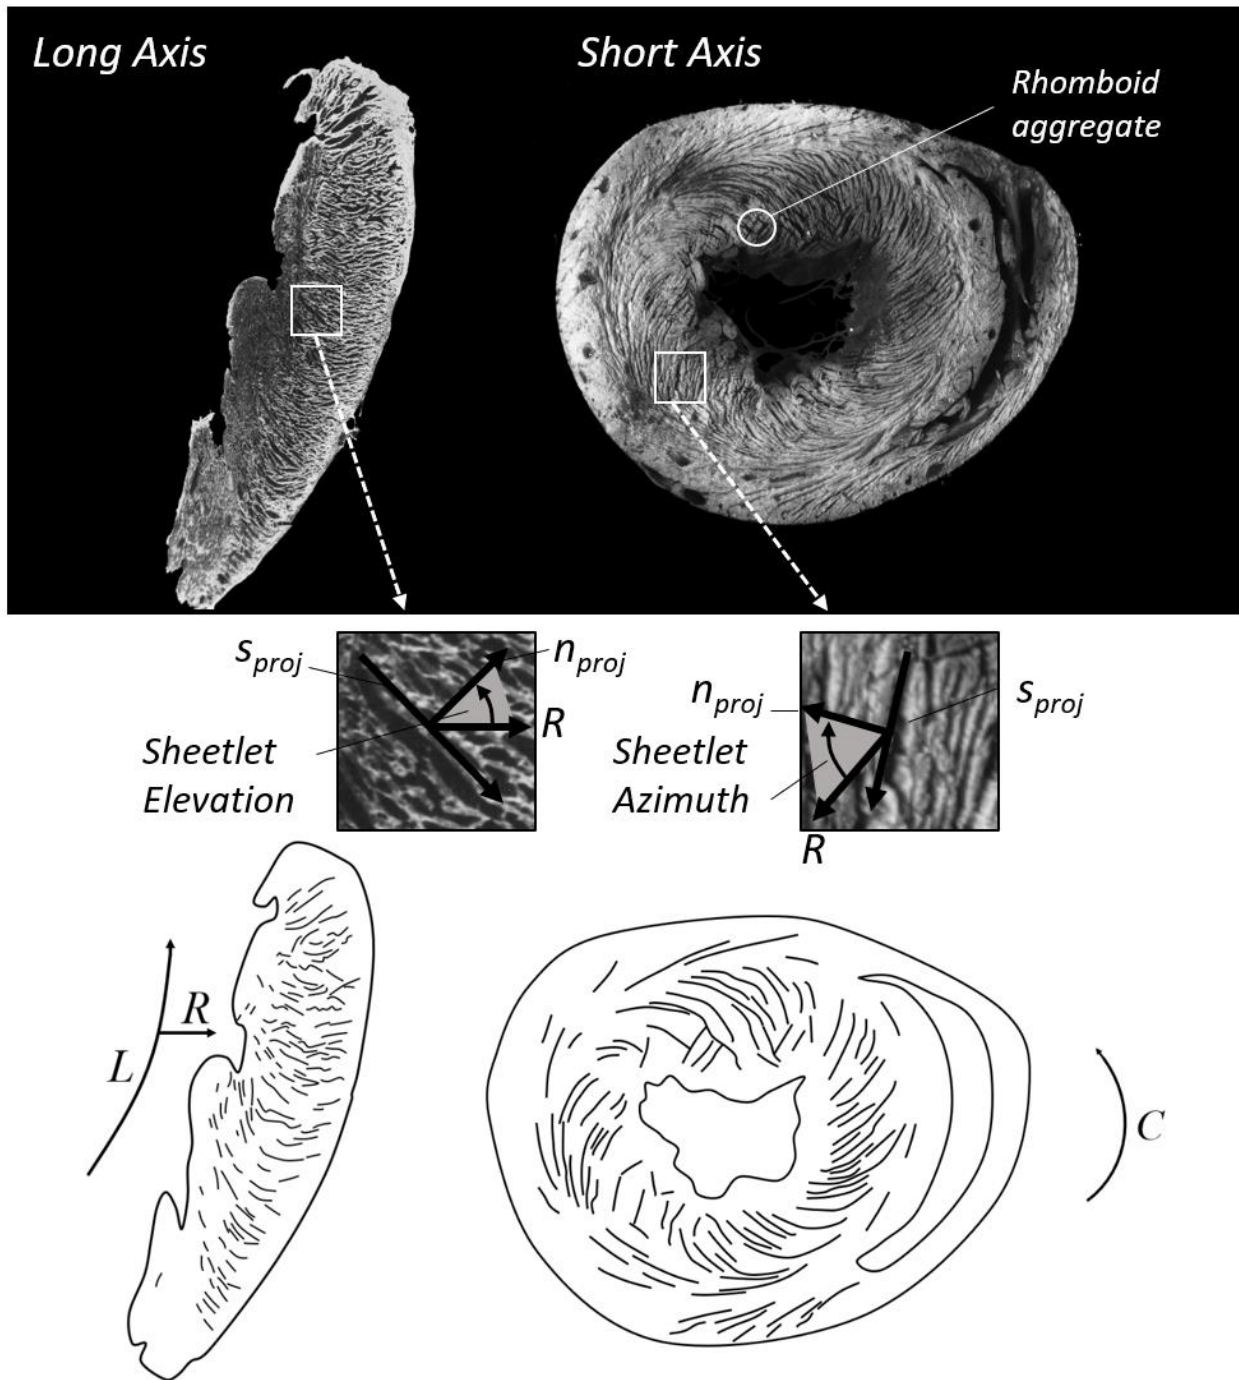 Long Axis
Short Axis
Rhomboid
aggregate
s_proj
n_proj
R
Sheetlet
Elevation
n_proj
s_proj
Sheetlet
Azimuth
R
R
L
C